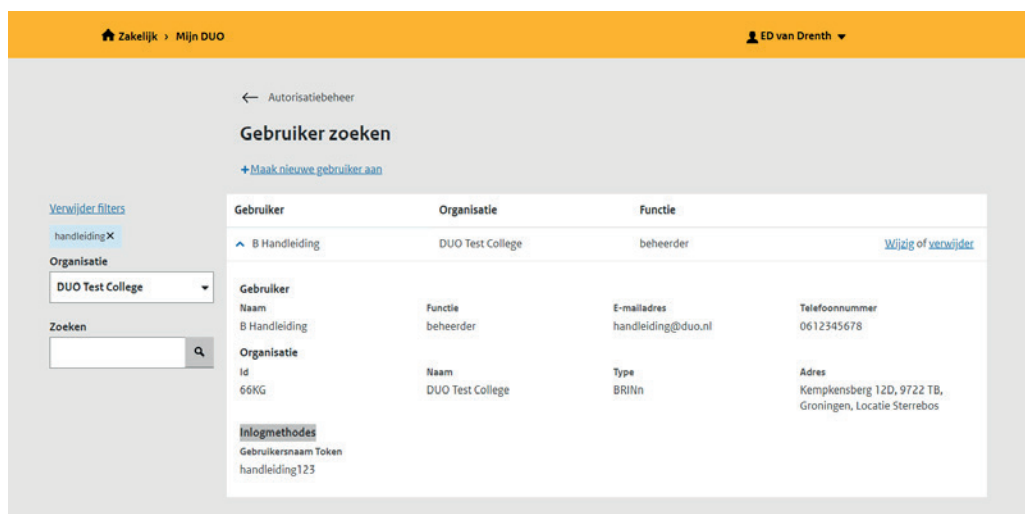 Zakelijk › Mijn DUO
ED van Drenth
Autorisatiebeheer
Gebruiker zoeken
+Maak nieuwe gebruiker aan
Verwijder filters
handleiding X
Organisatie
DUO Test College
Zoeken
Gebruiker Organisatie Functie
B Handleiding DUO Test College beheerder Wijzig of verwijder
Gebruiker
Naam Functie E-mailadres Telefoonnummer
B Handleiding beheerder handleiding@duo.nl 0612345678
Organisatie
Id Naam Type Adres
66KG DUO Test College BRINn Kempkensberg 12D, 9722 TB,
Groningen, Locatie Sterrebos
Inlogmethodes
Gebruikersnaam Token
handleiding123